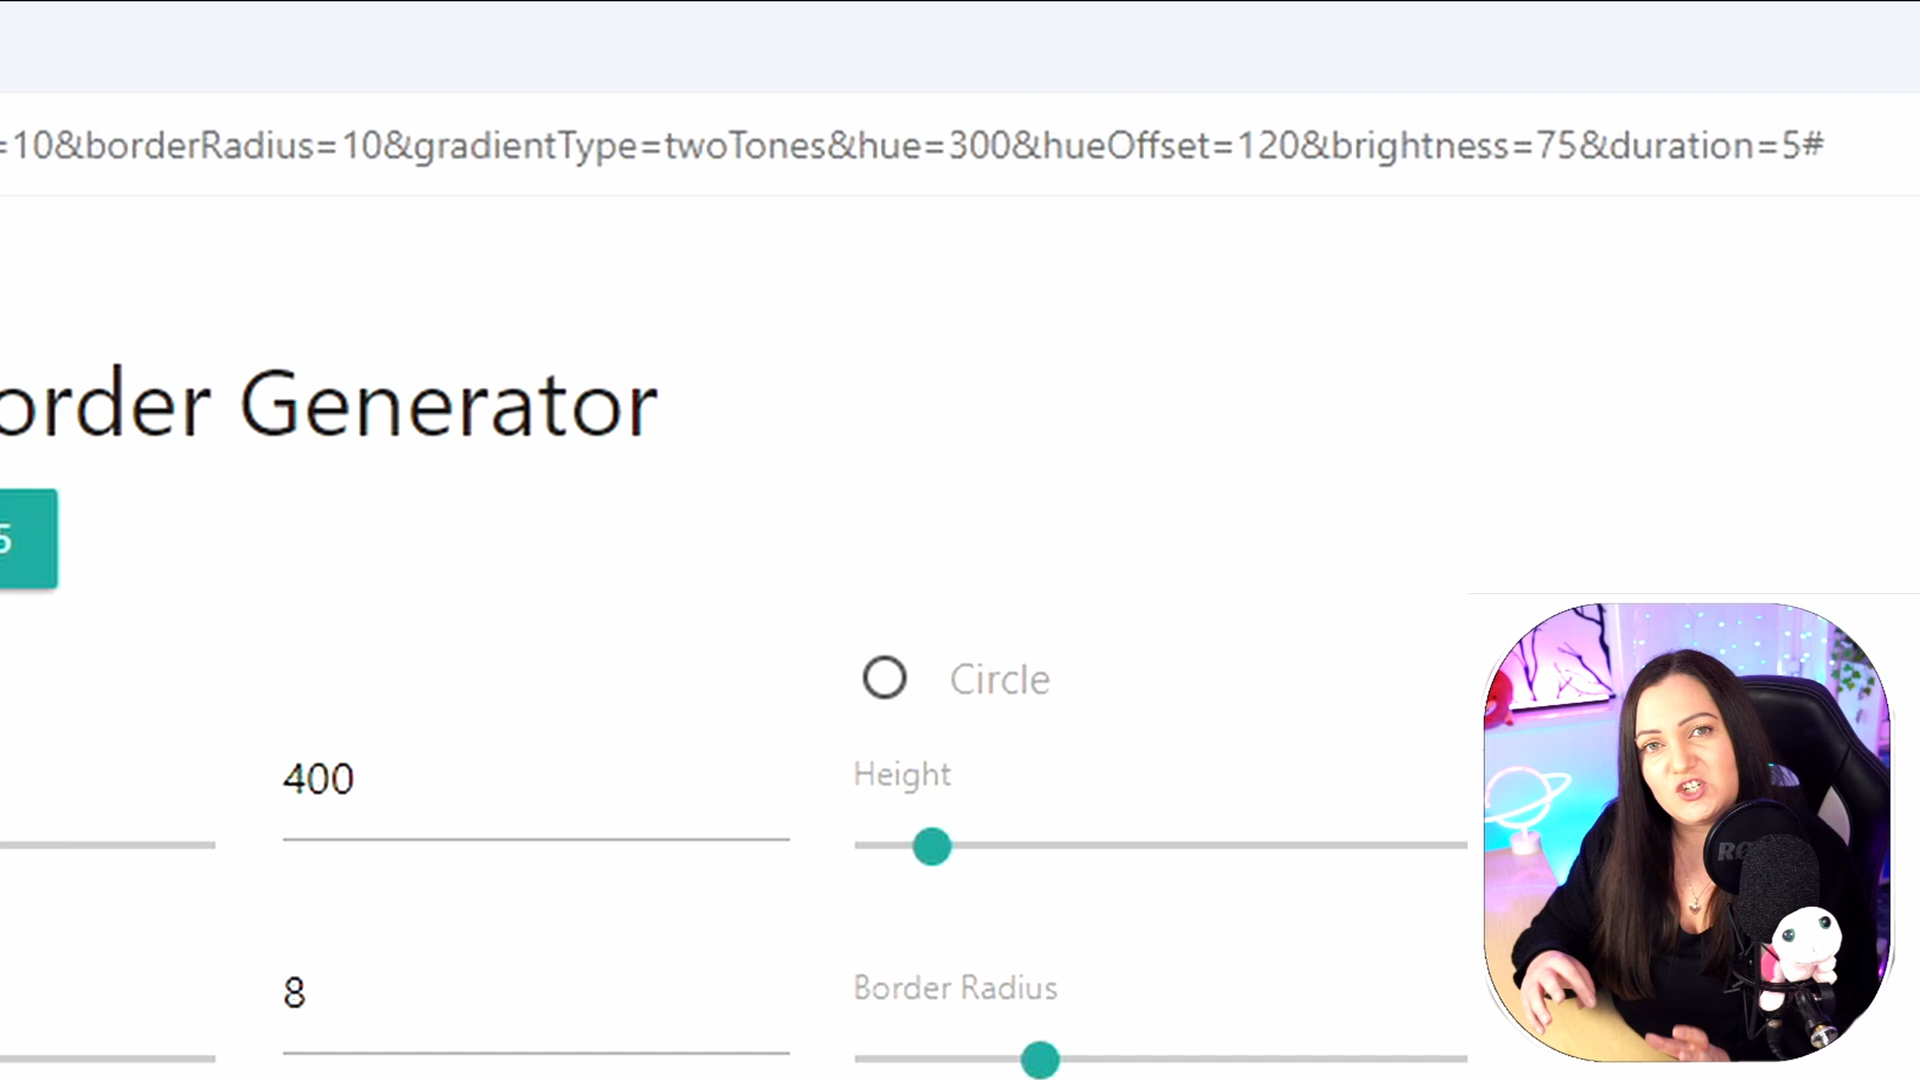 =10&borderRadius=10&gradientType=twoTones&hue=300&hueOffset=120&brightness=75&duration=5#
order Generator
5
Circle
400
Height
8
Border Radius